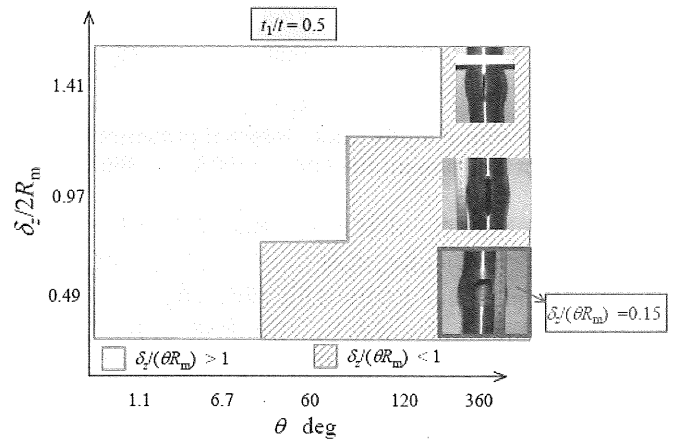 t₁/t = 0.5
1.41
0.97
0.49
δz/2Rm
δz/(θRm) =0.15
δz/(θRm) > 1
δz/(θRm) < 1
1.1 6.7 60 120 360
θ deg